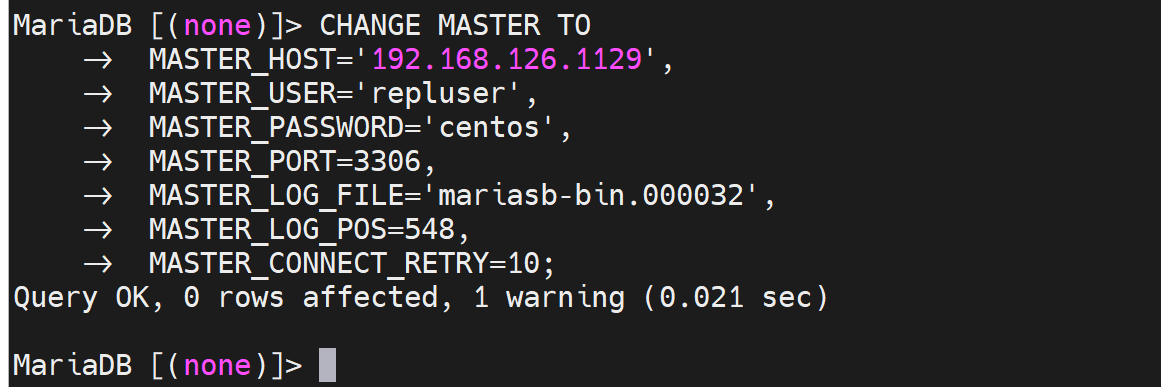 MariaDB [(none)]> CHANGE MASTER TO
    → MASTER_HOST='192.168.126.1129',
    → MASTER_USER='repluser',
    → MASTER_PASSWORD='centos',
    → MASTER_PORT=3306,
    → MASTER_LOG_FILE='mariasb-bin.000032',
    → MASTER_LOG_POS=548,
    → MASTER_CONNECT_RETRY=10;
Query OK, 0 rows affected, 1 warning (0.021 sec)
MariaDB [(none)]>